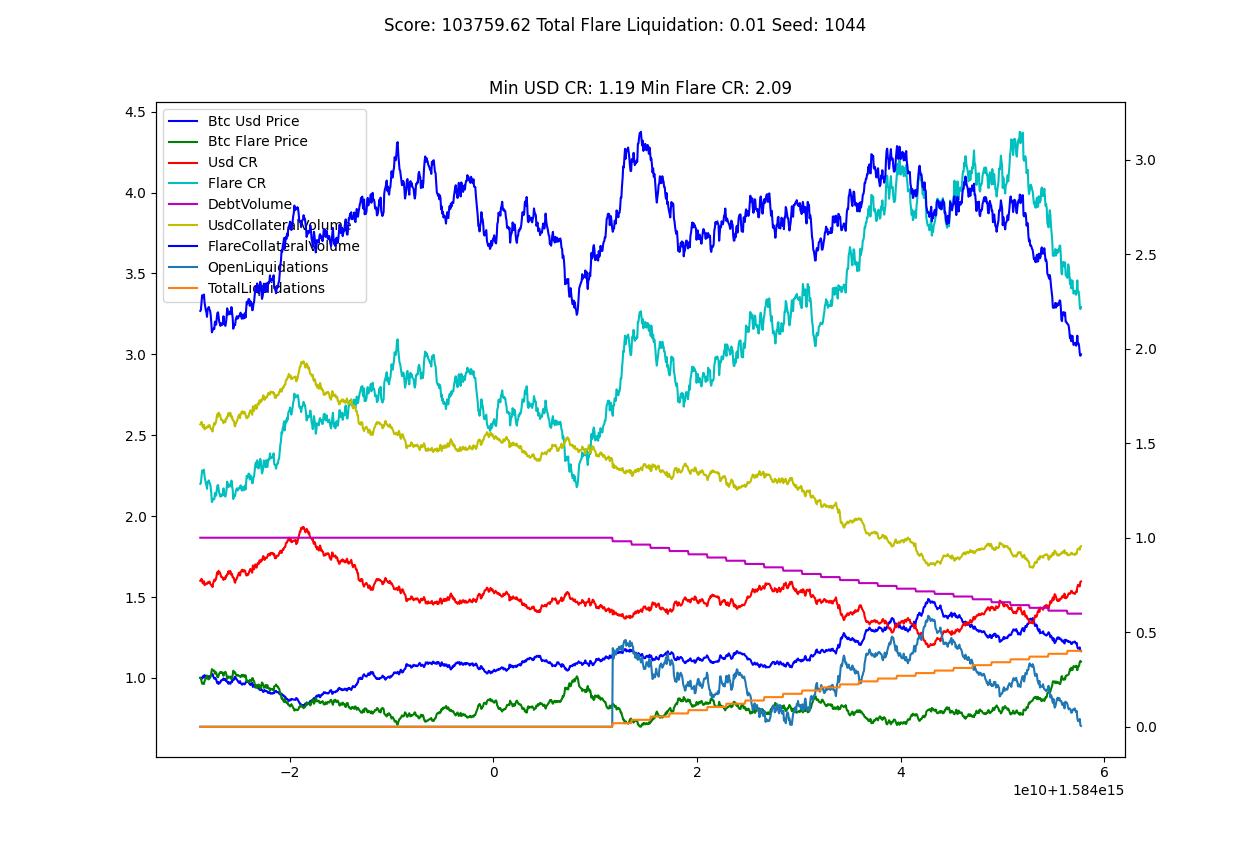 Score: 103759.62 Total Flare Liquidation: 0.01 Seed: 1044
Min USD CR: 1.19 Min Flare CR: 2.09
Btc Usd Price
Btc Flare Price
Usd CR
Flare CR
DebtVolume
UsdCollateralVolume
FlareCollateralVolume
OpenLiquidations
TotalLiquidations
4.5
4.0
3.5
3.0
2.5
2.0
1.5
1.0
3.0
2.5
2.0
1.5
1.0
0.5
0.0
−2
0
2
4
6
1e10+1.584e15